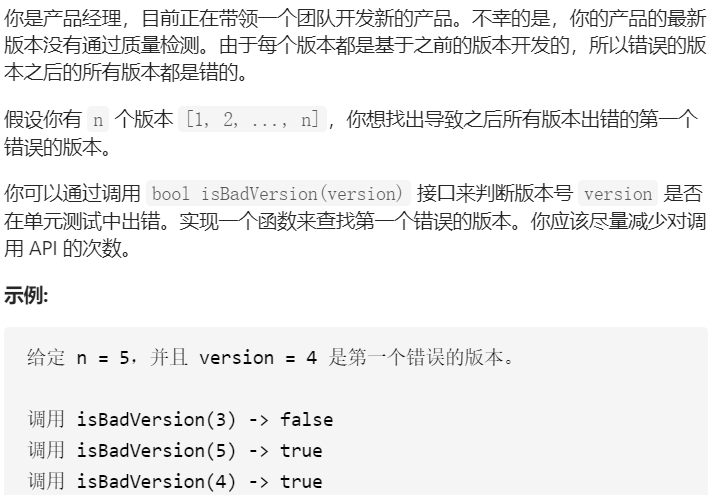 你是产品经理，目前正在带领一个团队开发新的产品。不幸的是，你的产品的最新
版本没有通过质量检测。由于每个版本都是基于之前的版本开发的，所以错误的版
本之后的所有版本都是错的。
假设你有 n 个版本 [1, 2, ..., n]，你想找出导致之后所有版本出错的第一个
错误的版本。
你可以通过调用 bool isBadVersion(version) 接口来判断版本号 version 是否
在单元测试中出错。实现一个函数来查找第一个错误的版本。你应该尽量减少对调
用 API 的次数。
示例:
给定 n = 5，并且 version = 4 是第一个错误的版本。
调用 isBadVersion(3) -> false
调用 isBadVersion(5) -> true
调用 isBadVersion(4) -> true